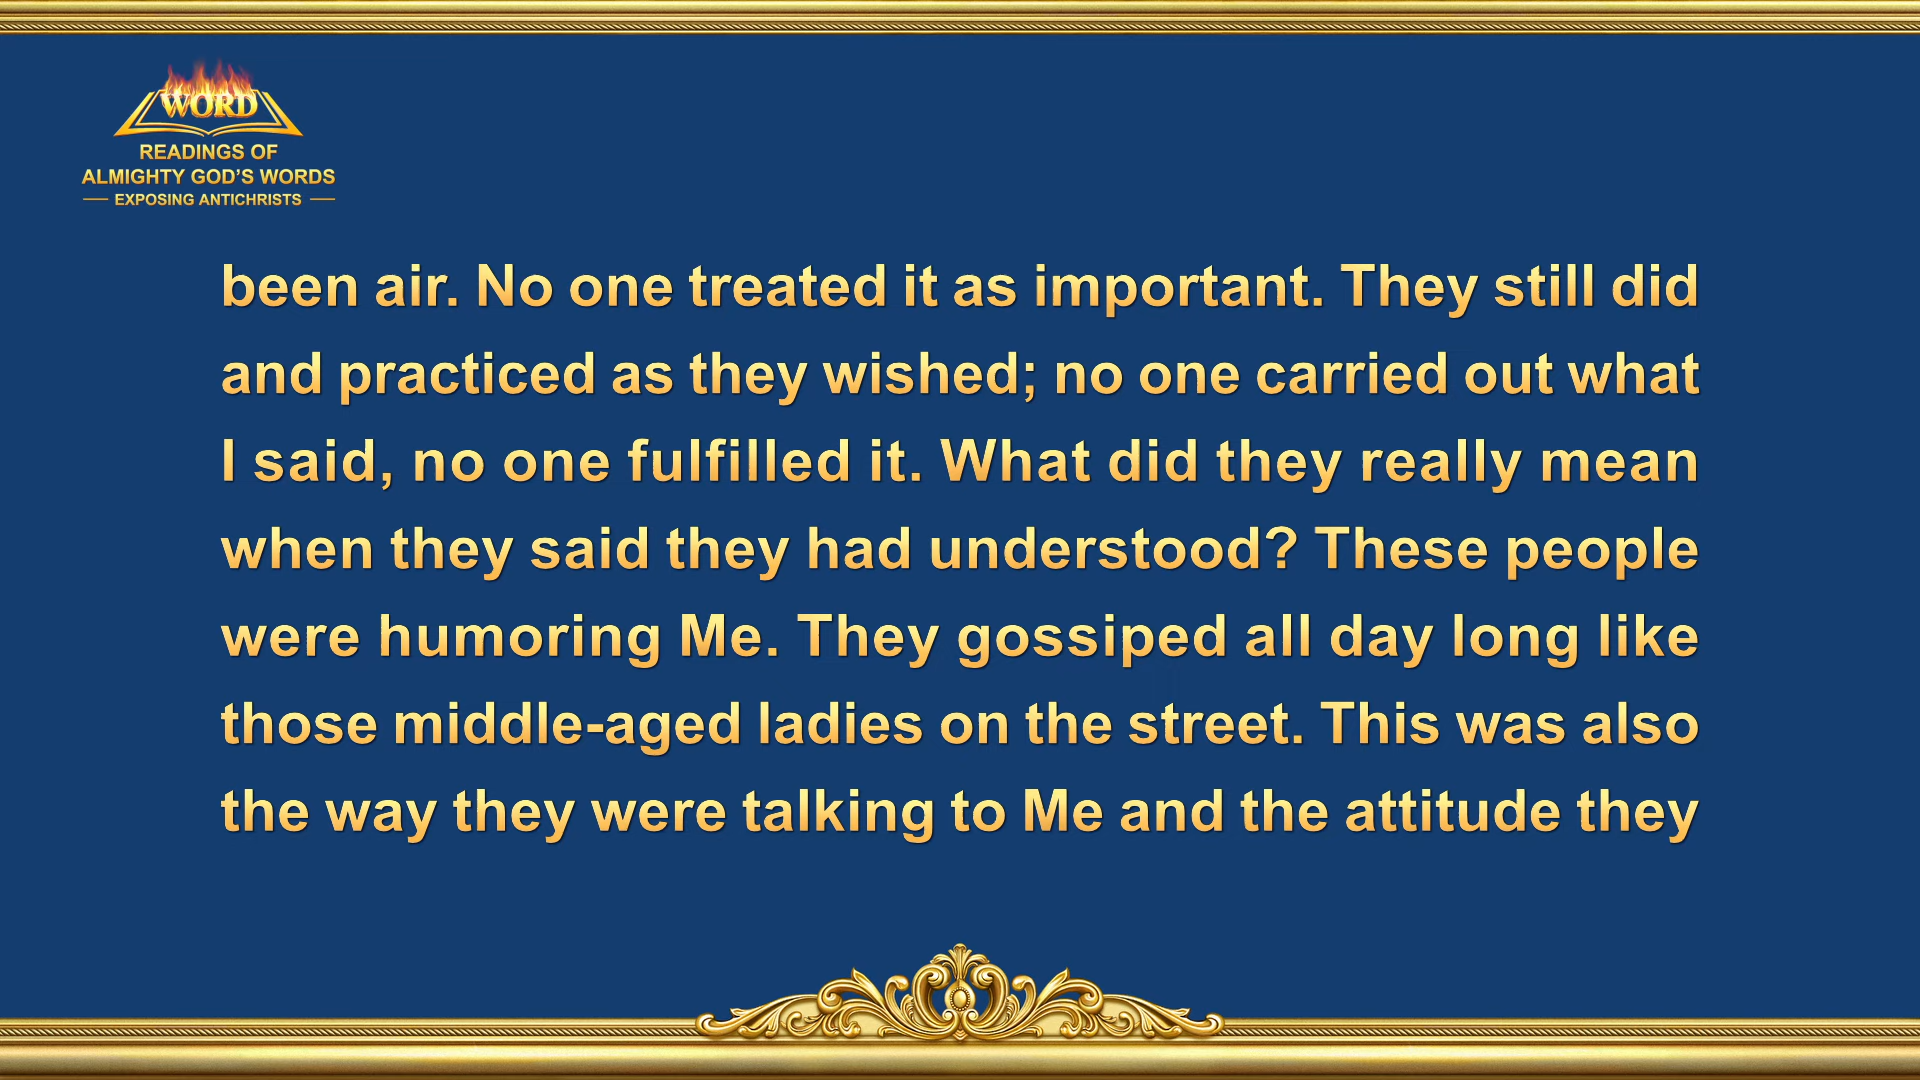 WORD
READINGS OF
ALMIGHTY GOD'S WORDS
EXPOSING ANTICHRISTS
been air. No one treated it as important. They still did
and practiced as they wished; no one carried out what
I said, no one fulfilled it. What did they really mean
when they said they had understood? These people
were humoring Me. They gossiped all day long like
those middle-aged ladies on the street. This was also
the way they were talking to Me and the attitude they